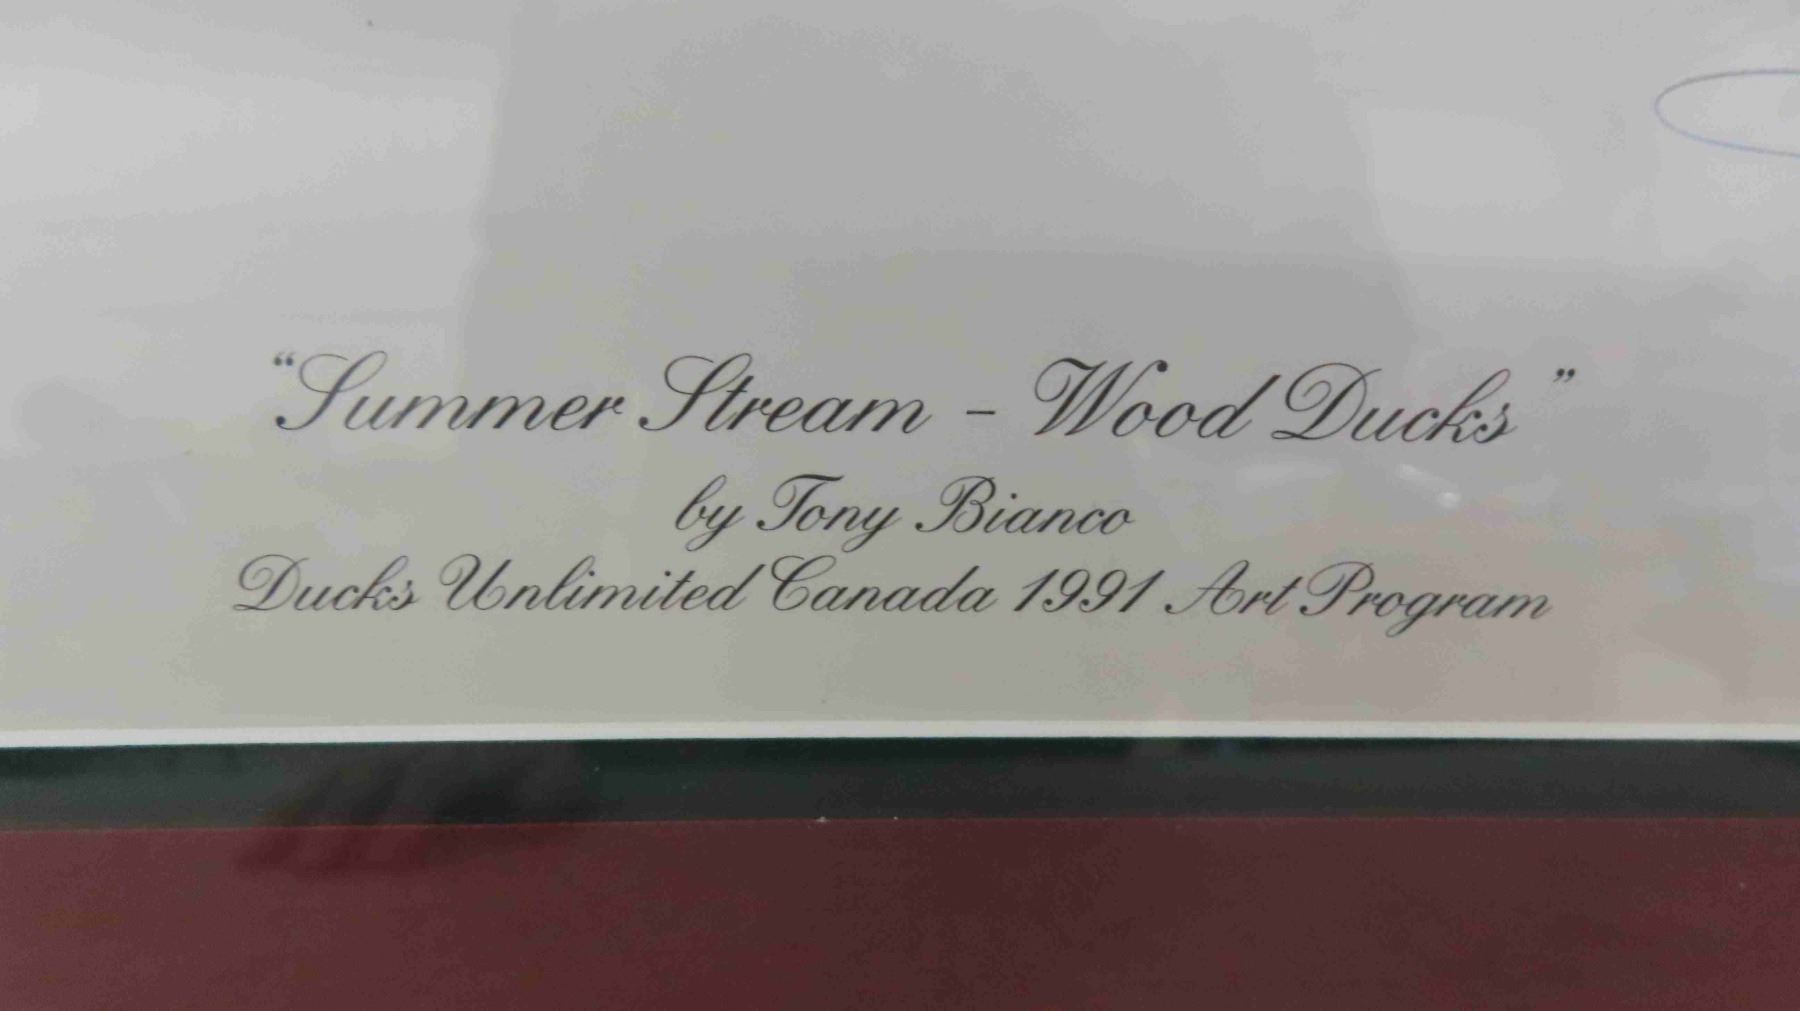 “Summer Stream - Wood Ducks”
by Tony Bianco
Ducks Unlimited Canada 1991 Art Program